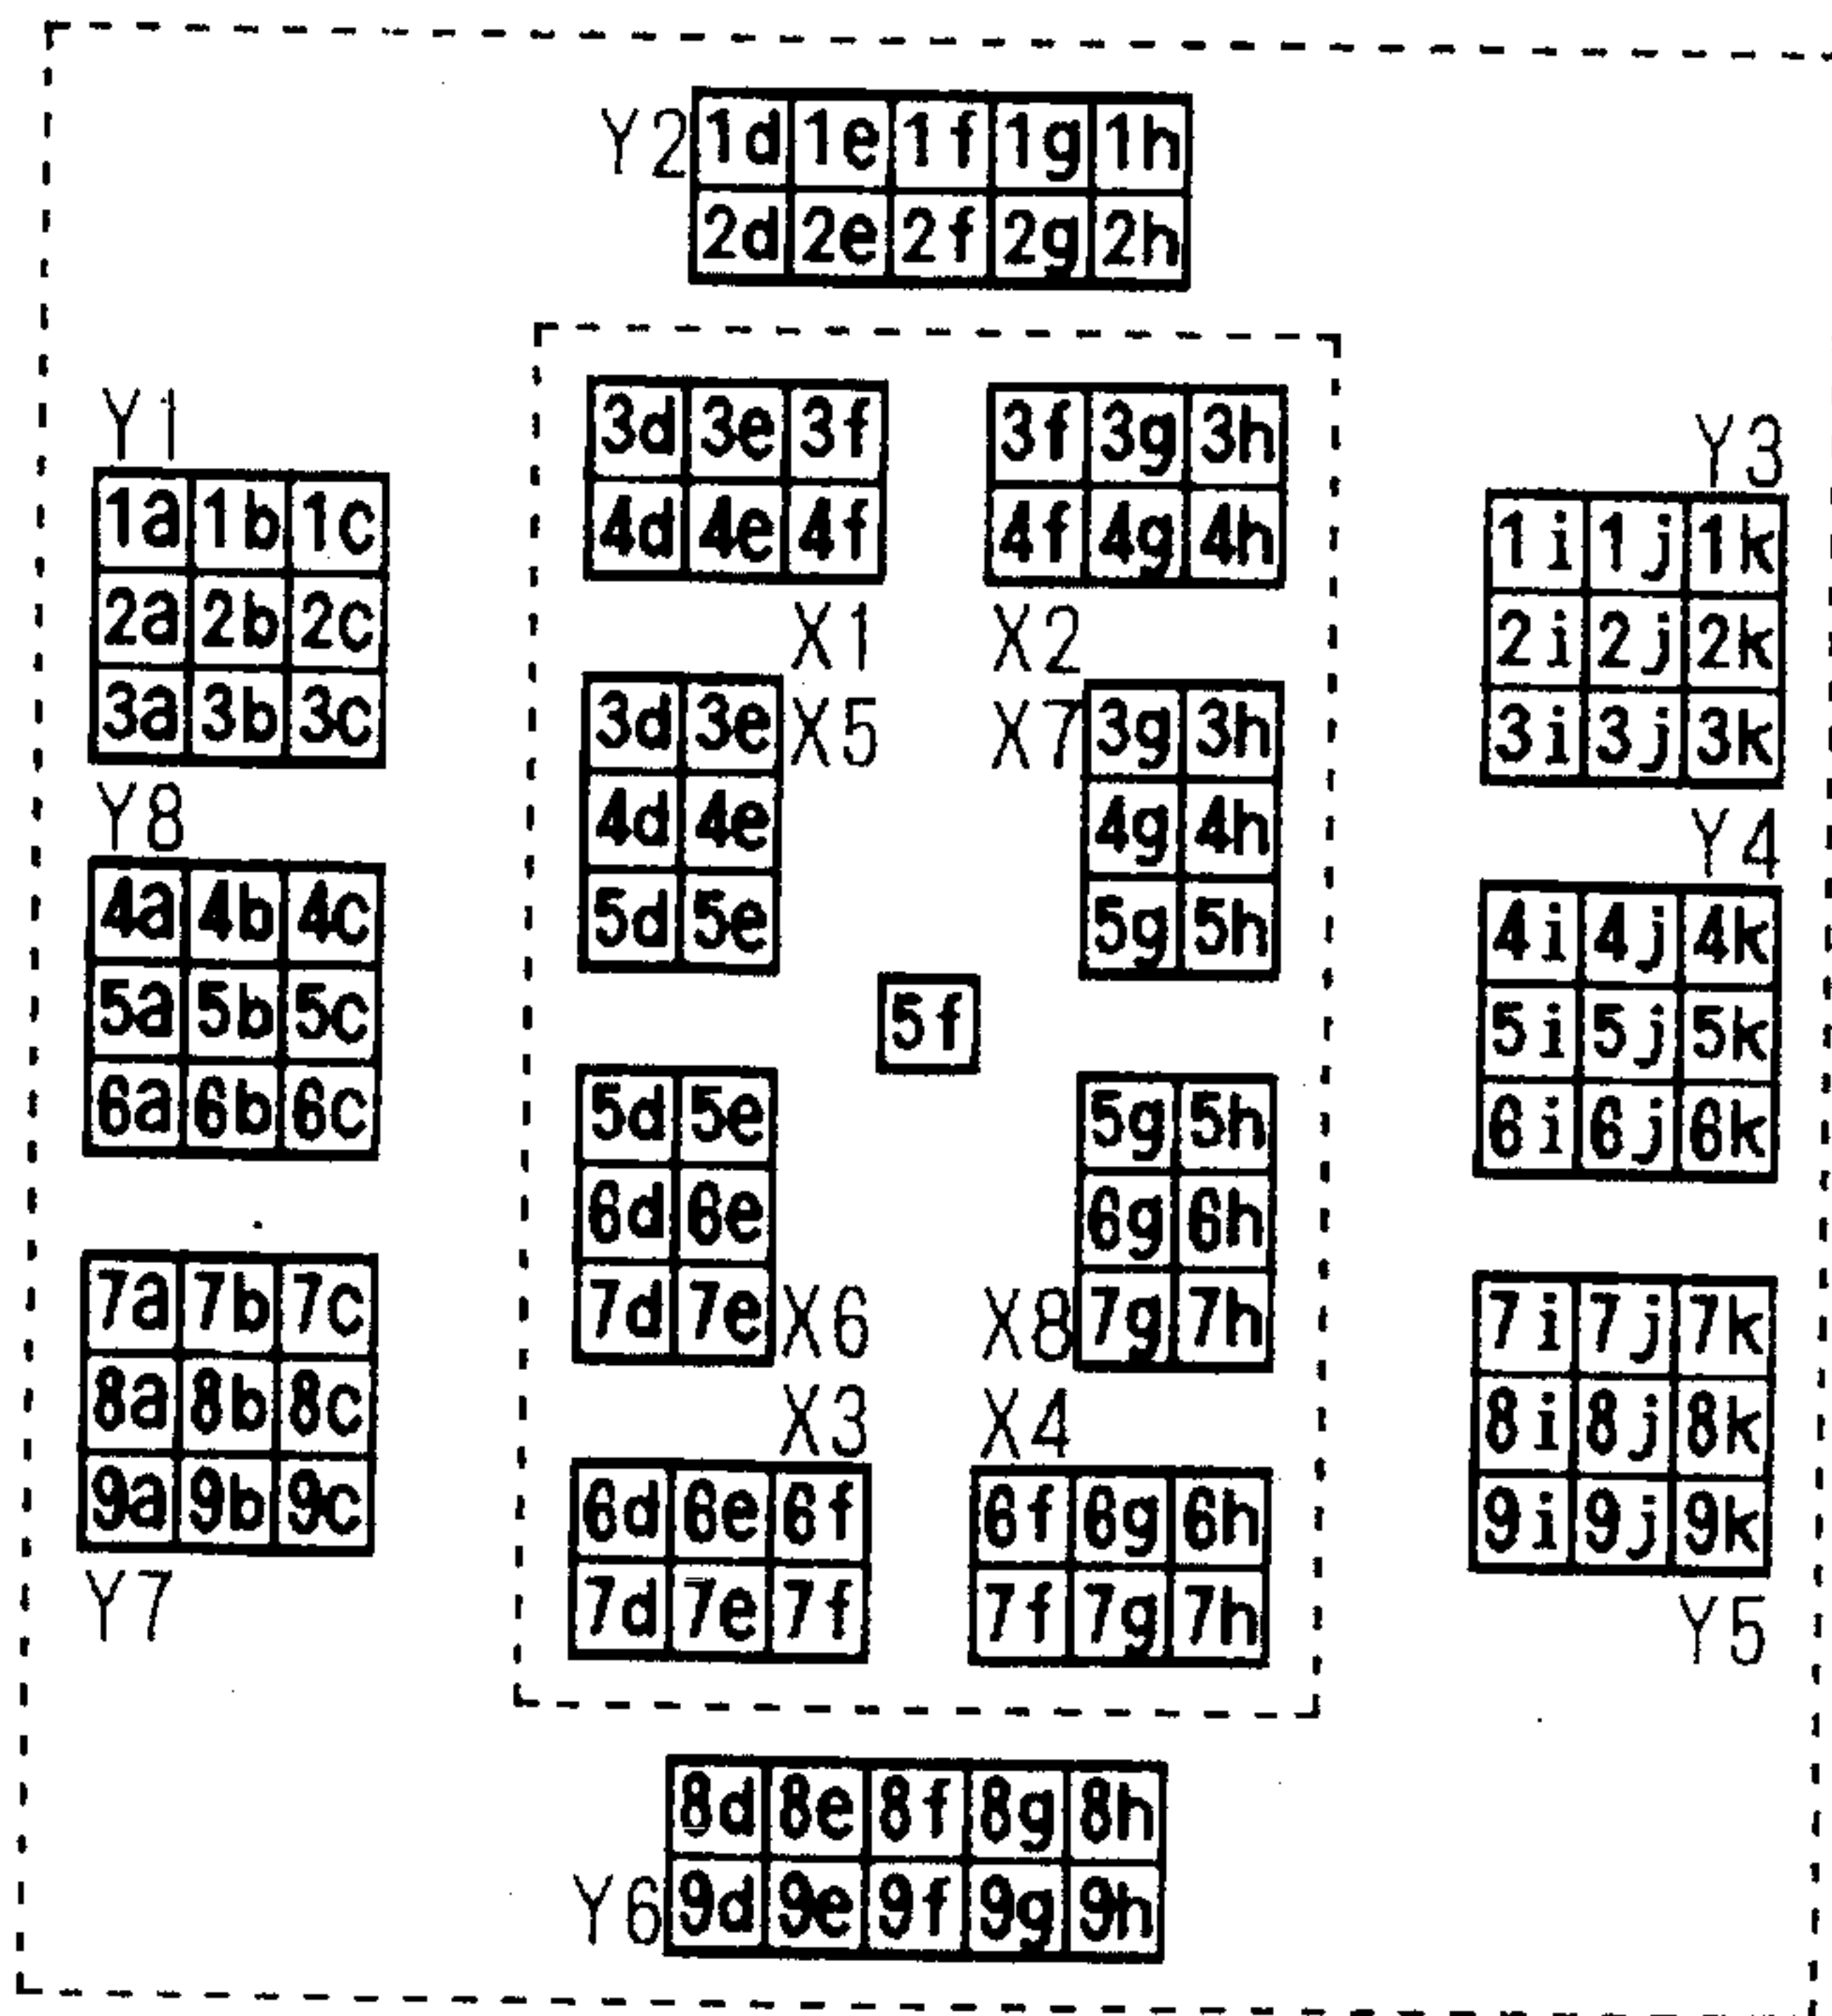 Y2
1d 1e 1f 1g 1h
2d 2e 2f 2g 2h
Y1
1a 1b 1c
2a 2b 2c
3a 3b 3c
Y8
4a 4b 4c
5a 5b 5c
6a 6b 6c
7a 7b 7c
8a 8b 8c
9a 9b 9c
Y7
3d 3e 3f
4d 4e 4f
X1
3f 3g 3h
4f 4g 4h
X2
X5
3d 3e
4d 4e
5d 5e
X7
3g 3h
4g 4h
5g 5h
5f
5d 5e
6d 6e
7d 7e
X6
5g 5h
6g 6h
7g 7h
X8
X3
6d 6e 6f
7d 7e 7f
X4
6f 6g 6h
7f 7g 7h
Y3
1i 1j 1k
2i 2j 2k
3i 3j 3k
Y4
4i 4j 4k
5i 5j 5k
6i 6j 6k
7i 7j 7k
8i 8j 8k
9i 9j 9k
Y5
8d 8e 8f 8g 8h
9d 9e 9f 9g 9h
Y6